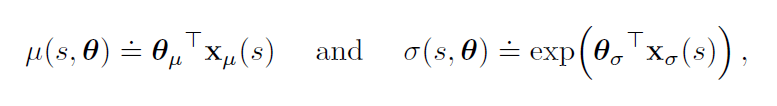 μ(s, θ) ≐ θ_μ^⊤ x_μ(s) and σ(s, θ) ≐ exp(θ_σ^⊤ x_σ(s)),